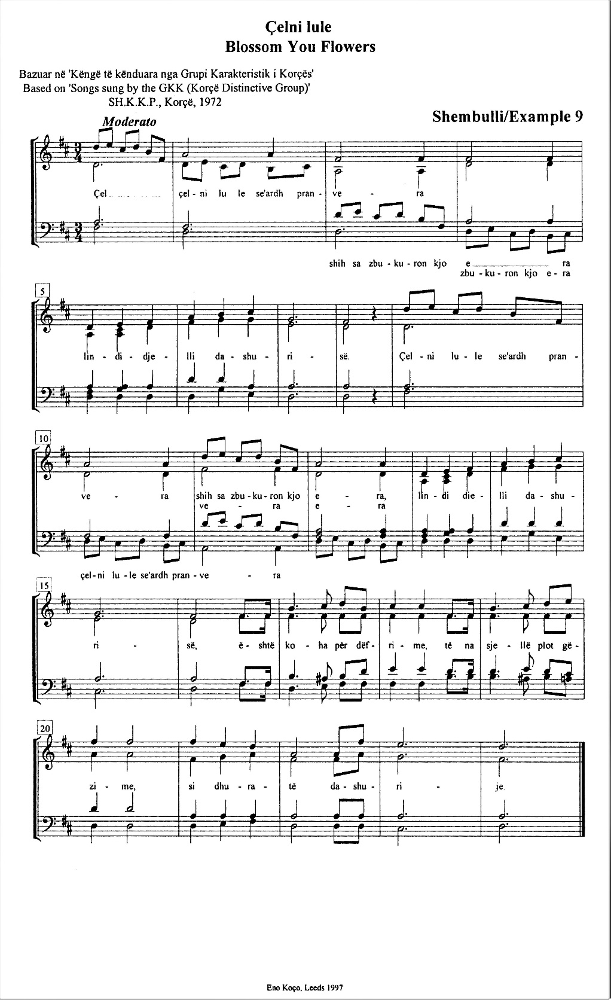 Çelni lule
Blossom You Flowers
Bazuar në 'Këngë të kënduara nga Grupi Karakteristik i Korçës'
Based on 'Songs sung by the GKK (Korçë Distinctive Group)'
SH.K.K.P., Korçë, 1972
Shembulli/Example 9
Moderato
3 4
Çel çel - ni lu le se'ardh pran - ve - ra
3 4
shih sa zbu - ku - ron kjo e ra
zbu - ku - ron kjo e - ra
5
lin - di - dje - lli da - shu - ri - së. Çel - ni lu - le se'ardh pran -
10
ve - ra shih sa zbu - ku - ron kjo e - ra, lin - di die - lli da - shu -
ve - ra e - ra
çel - ni lu - le se'ardh pran - ve - ra
15
ri - së, ë - shtë ko - ha për dëf - ri - me, të na sje - llë plot gë -
20
zi - me, si dhu - ra - të da - shu - ri - je.
Eno Koço, Leeds 1997